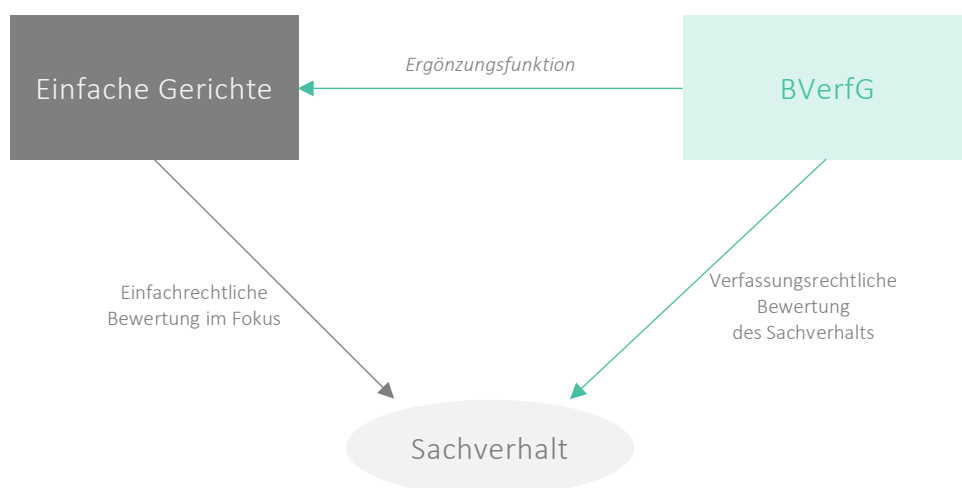 Ergönzungsfunktion
Einfache Gerichte
BVerfG
Einfachrechtliche
Bewertung im Fokus
Verfassungsrechtliche
Bewertung
des Sachverhalts
Sachverhalt